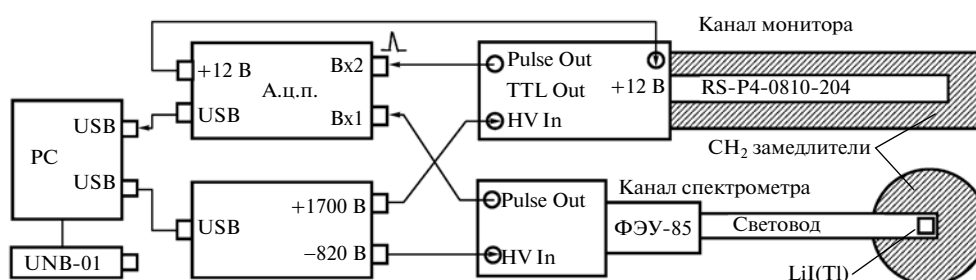 Канал монитора
+12 В
А.ц.п.
Вх2
USB
Вх1
Pulse Out
TTL Out
+12 В
HV In
RS-P4-0810-204
CH₂ замедлители
USB
PC
USB
UNB-01
USB
+1700 В
−820 В
Канал спектрометра
Pulse Out
HV In
ФЭУ-85
Световод
LiI(Tl)